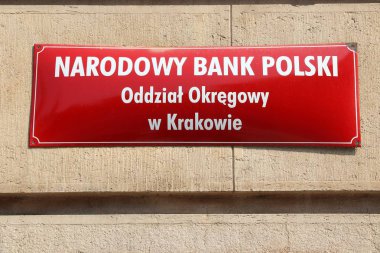 NARODOWY BANK POLSKI
Oddział Okręgowy
w Krakowie